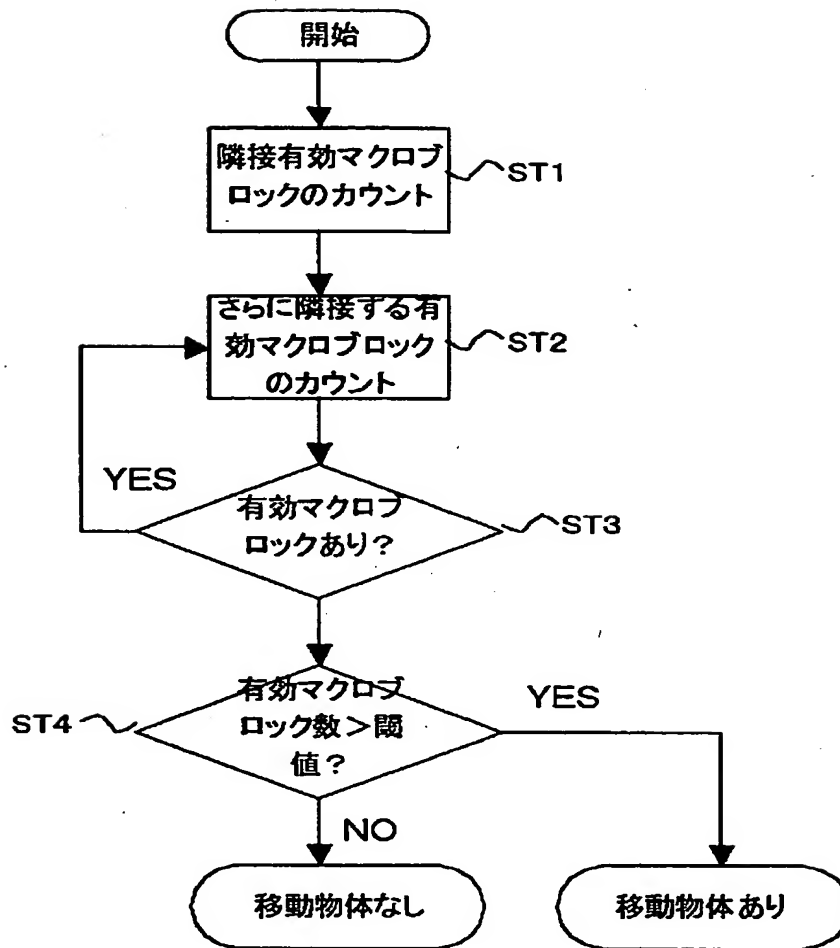 開始
隣接有効マクロブ
ロックのカウント
ST1
さらに隣接する有
効マクロブロック
のカウント
ST2
YES
有効マクロブ
ロックあり?
ST3
有効マクロブ
ロック数>閾
値?
ST4
YES
NO
移動物体なし
移動物体あり